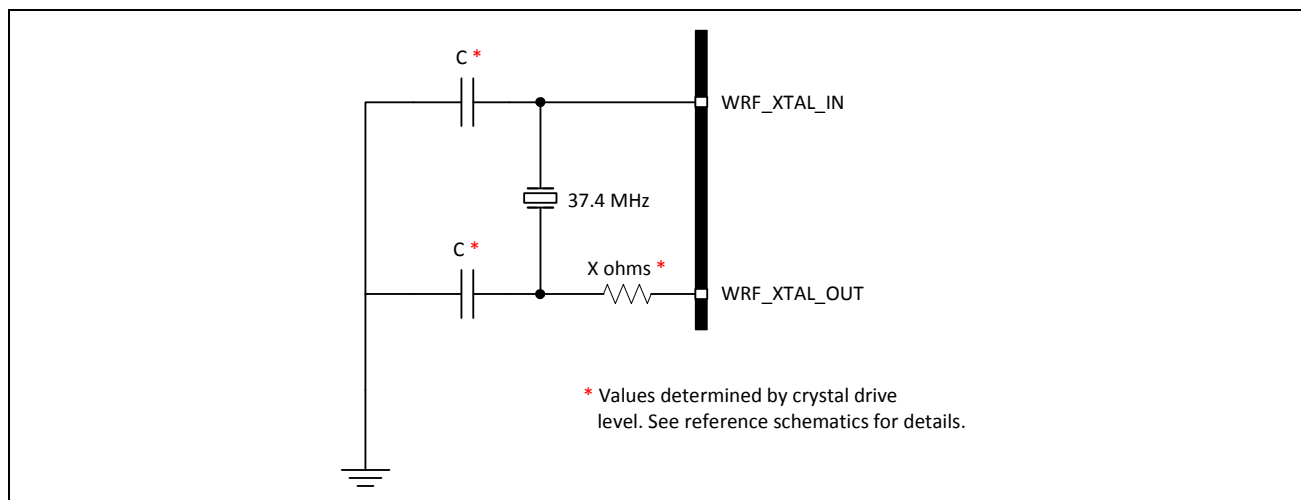 C *
WRF_XTAL_IN
37.4 MHz
C *
X ohms *
WRF_XTAL_OUT
* Values determined by crystal drive
level. See reference schematics for details.